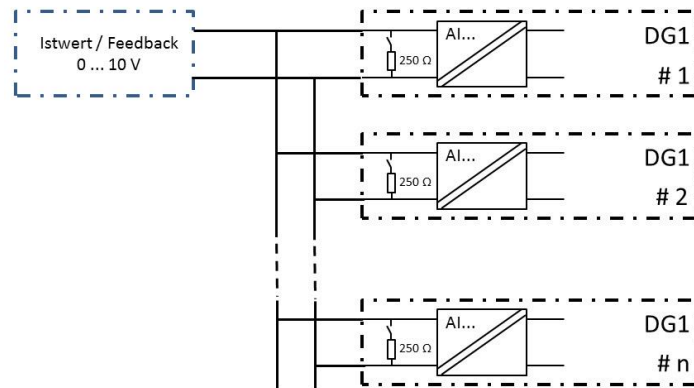 Istwert / Feedback
0 ... 10 V
AI...
250 Ω
DG1
# 1
AI...
250 Ω
DG1
# 2
AI...
250 Ω
DG1
# n